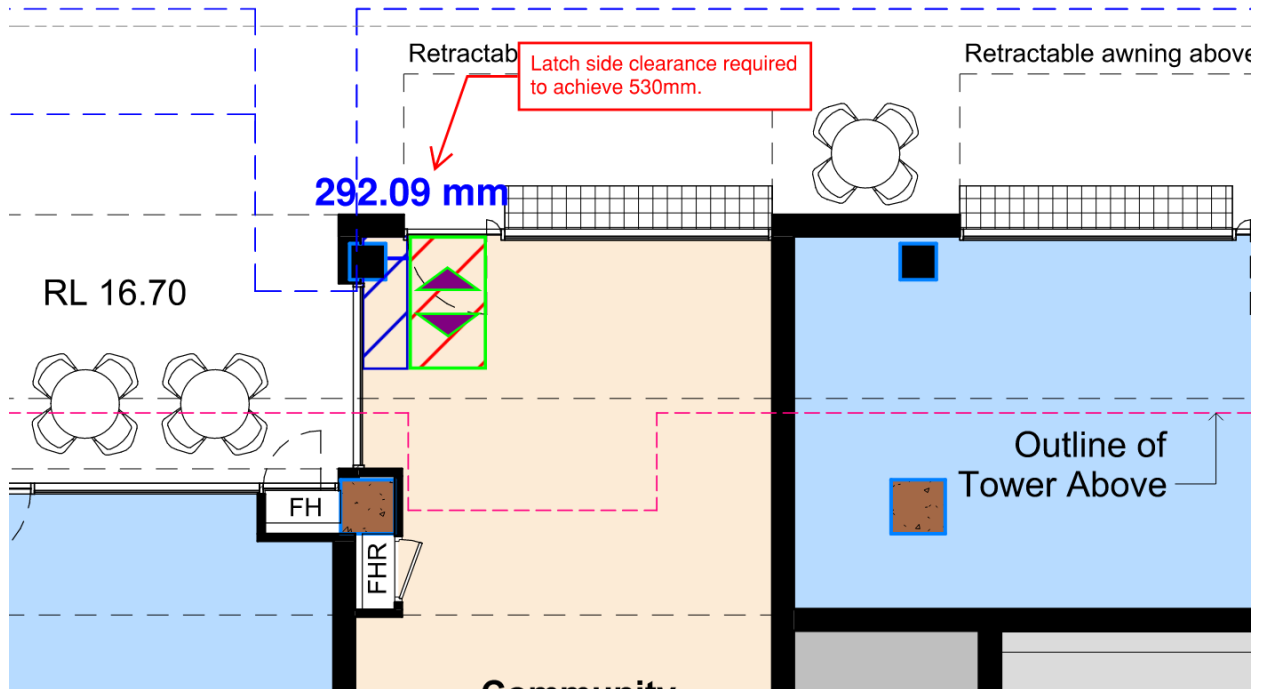 Retractab
Latch side clearance required
to achieve 530mm.
Retractable awning above
292.09 mm
RL 16.70
Outline of
Tower Above
FH
FHR
Community